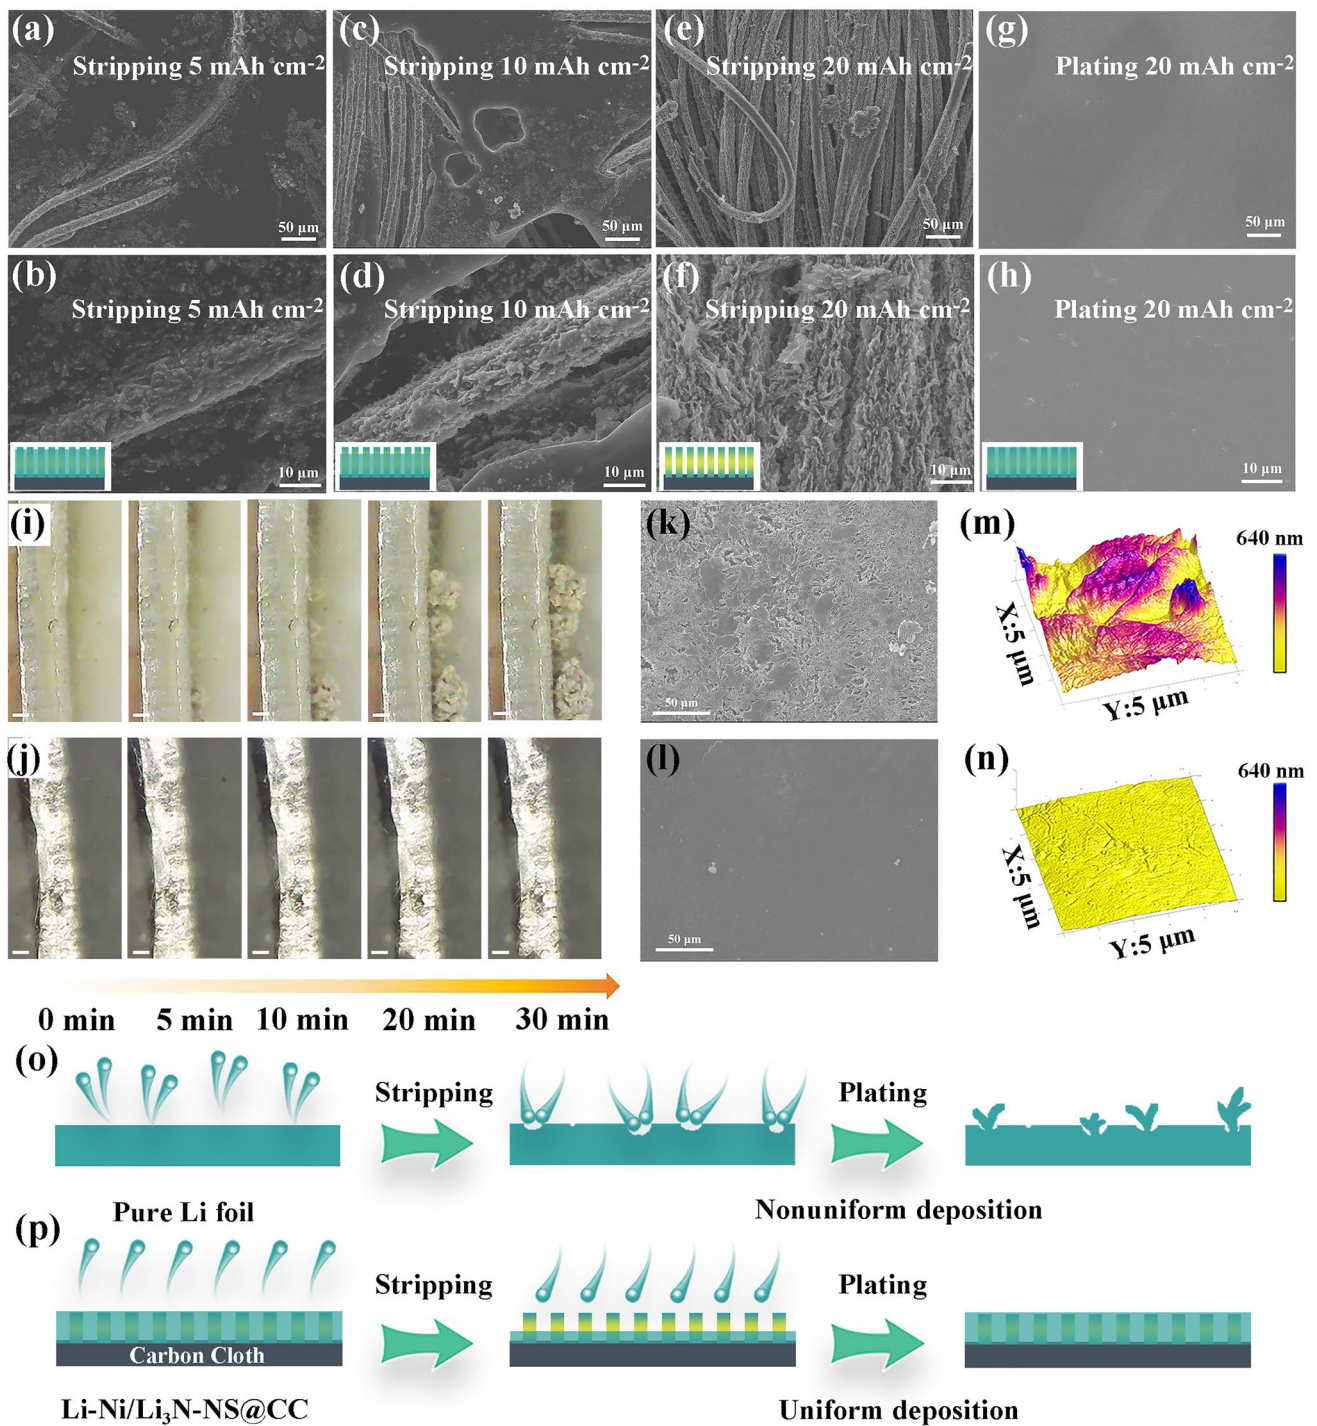 (a)
Stripping 5 mAh cm-2
50 μm
(c)
Stripping 10 mAh cm-2
50 μm
(e)
Stripping 20 mAh cm-2
50 μm
(g)
Plating 20 mAh cm-2
50 μm
(b)
Stripping 5 mAh cm-2
10 μm
(d)
Stripping 10 mAh cm-2
10 μm
(f)
Stripping 20 mAh cm-2
10 μm
(h)
Plating 20 mAh cm-2
10 μm
(i)
(k)
50 μm
(m)
640 nm
X:5 μm
Y:5 μm
(j)
(l)
50 μm
(n)
640 nm
X:5 μm
Y:5 μm
0 min
5 min
10 min
20 min
30 min
(o)
Stripping
Plating
Pure Li foil
Nonuniform deposition
(p)
Stripping
Plating
Carbon Cloth
Li-Ni/Li3N-NS@CC
Uniform deposition